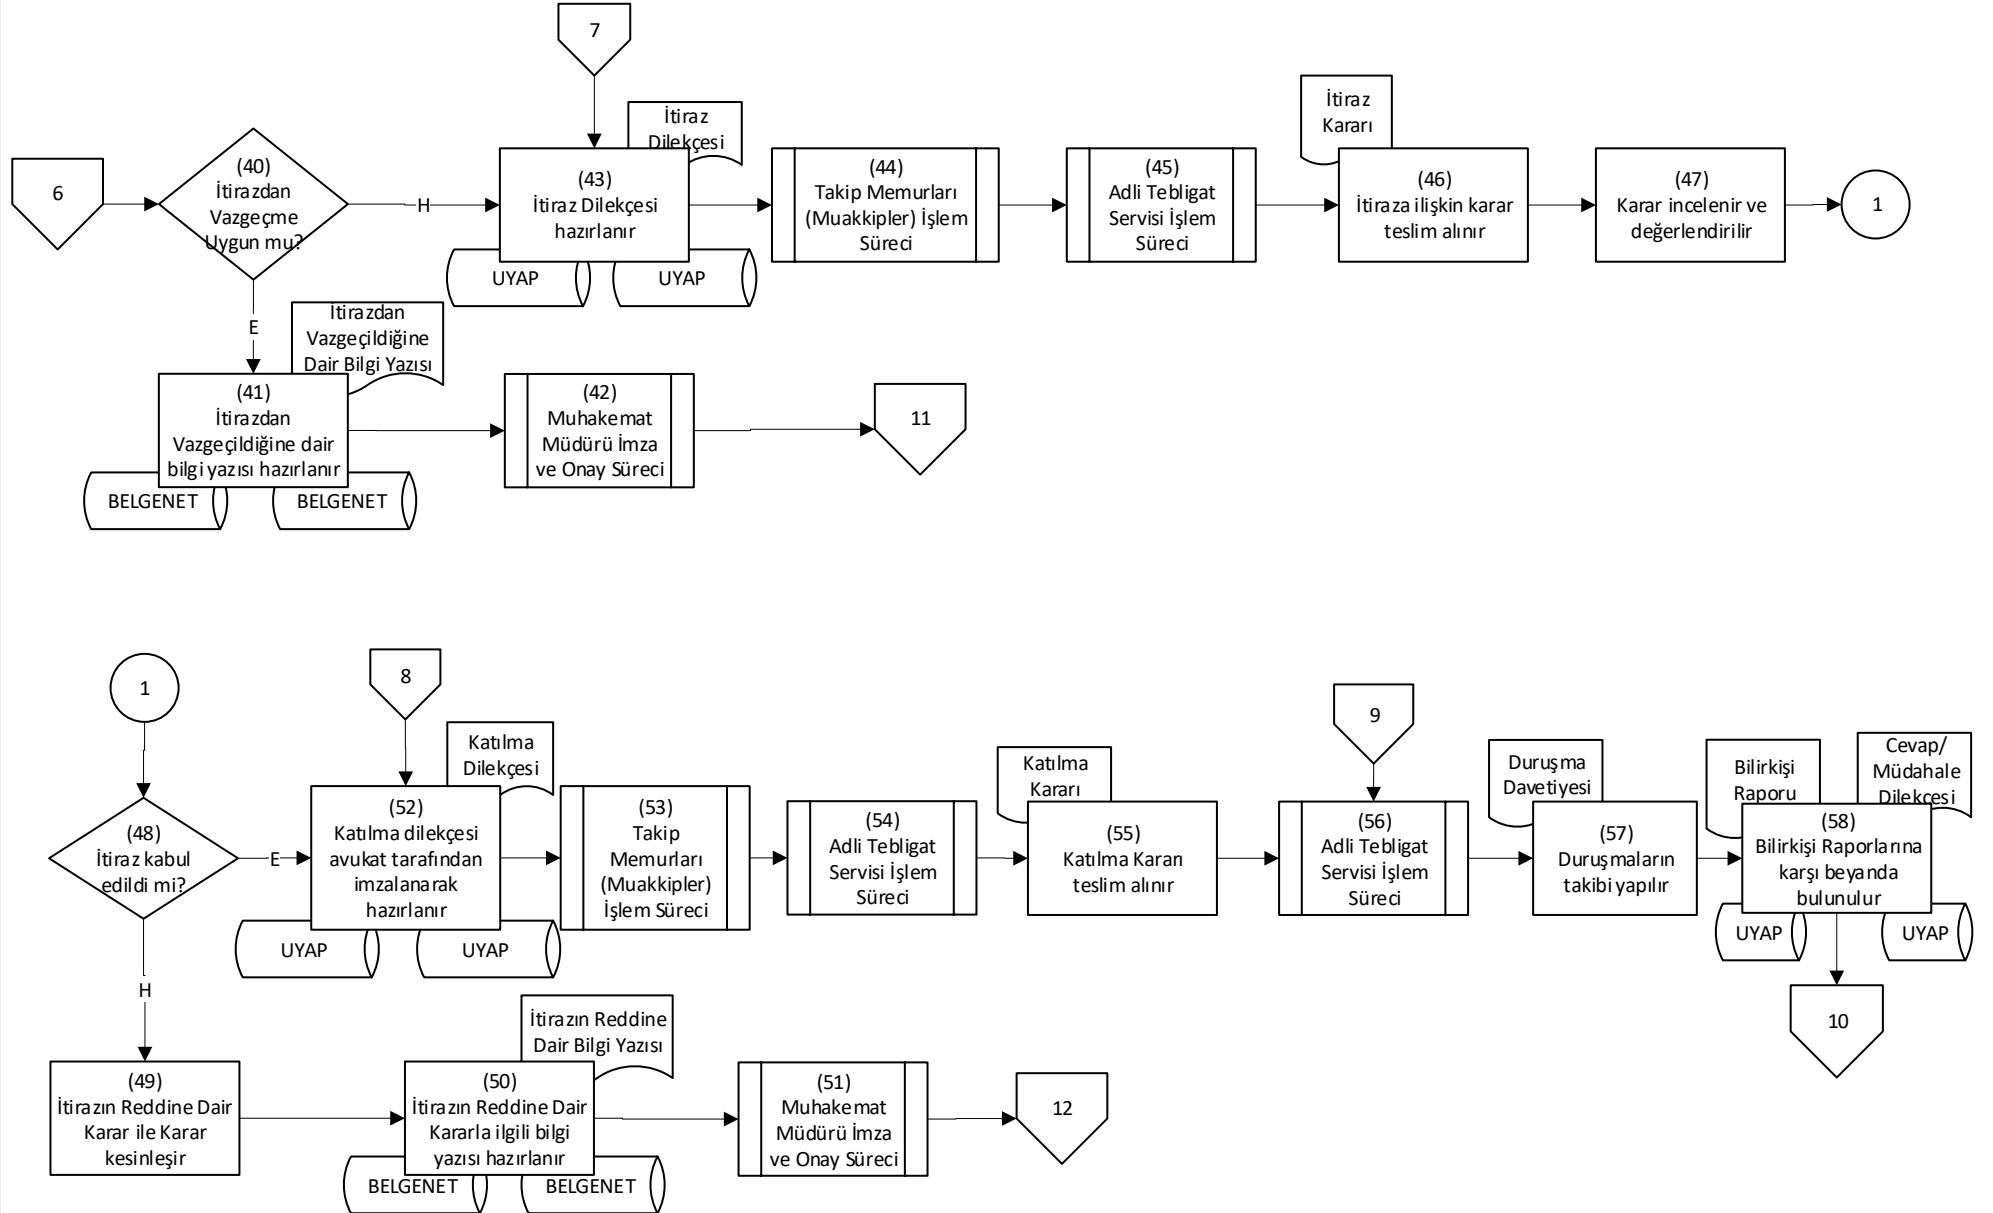 7
İtiraz
Dilekçesi
İtiraz
Kararı
6
(40)
İtirazdan
Vazgeçme
Uygun mu?
H
(43)
İtiraz Dilekçesi
hazırlanır
UYAP
UYAP
(44)
Takip Memurları
(Muakkipler) İşlem
Süreci
(45)
Adli Tebligat
Servisi İşlem
Süreci
(46)
İtiraza ilişkin karar
teslim alınır
(47)
Karar incelenir ve
değerlendirilir
1
E
İtirazdan
Vazgeçildiğine
Dair Bilgi Yazısı
(41)
İtirazdan
Vazgeçildiğine dair
bilgi yazısı hazırlanır
BELGENET
BELGENET
(42)
Muhakemat
Müdürü İmza
ve Onay Süreci
11
1
8
Katılma
Dilekçesi
Katılma
Kararı
9
Duruşma
Davetiyesi
Bilirkişi
Raporu
Cevap/
Müdahale
Dilekçesi
(48)
İtiraz kabul
edildi mi?
E
(52)
Katılma dilekçesi
avukat tarafından
imzalanarak
hazırlanır
UYAP
UYAP
(53)
Takip
Memurları
(Muakkipler)
İşlem Süreci
(54)
Adli Tebligat
Servisi İşlem
Süreci
(55)
Katılma Kararı
teslim alınır
(56)
Adli Tebligat
Servisi İşlem
Süreci
(57)
Duruşmaların
takibi yapılır
(58)
Bilirkişi Raporlarına
karşı beyanda
bulunulur
UYAP
UYAP
10
H
(49)
İtirazın Reddine Dair
Karar ile Karar
kesinleşir
İtirazın Reddine
Dair Bilgi Yazısı
(50)
İtirazın Reddine Dair
Kararla ilgili bilgi
yazısı hazırlanır
BELGENET
BELGENET
(51)
Muhakemat
Müdürü İmza
ve Onay Süreci
12